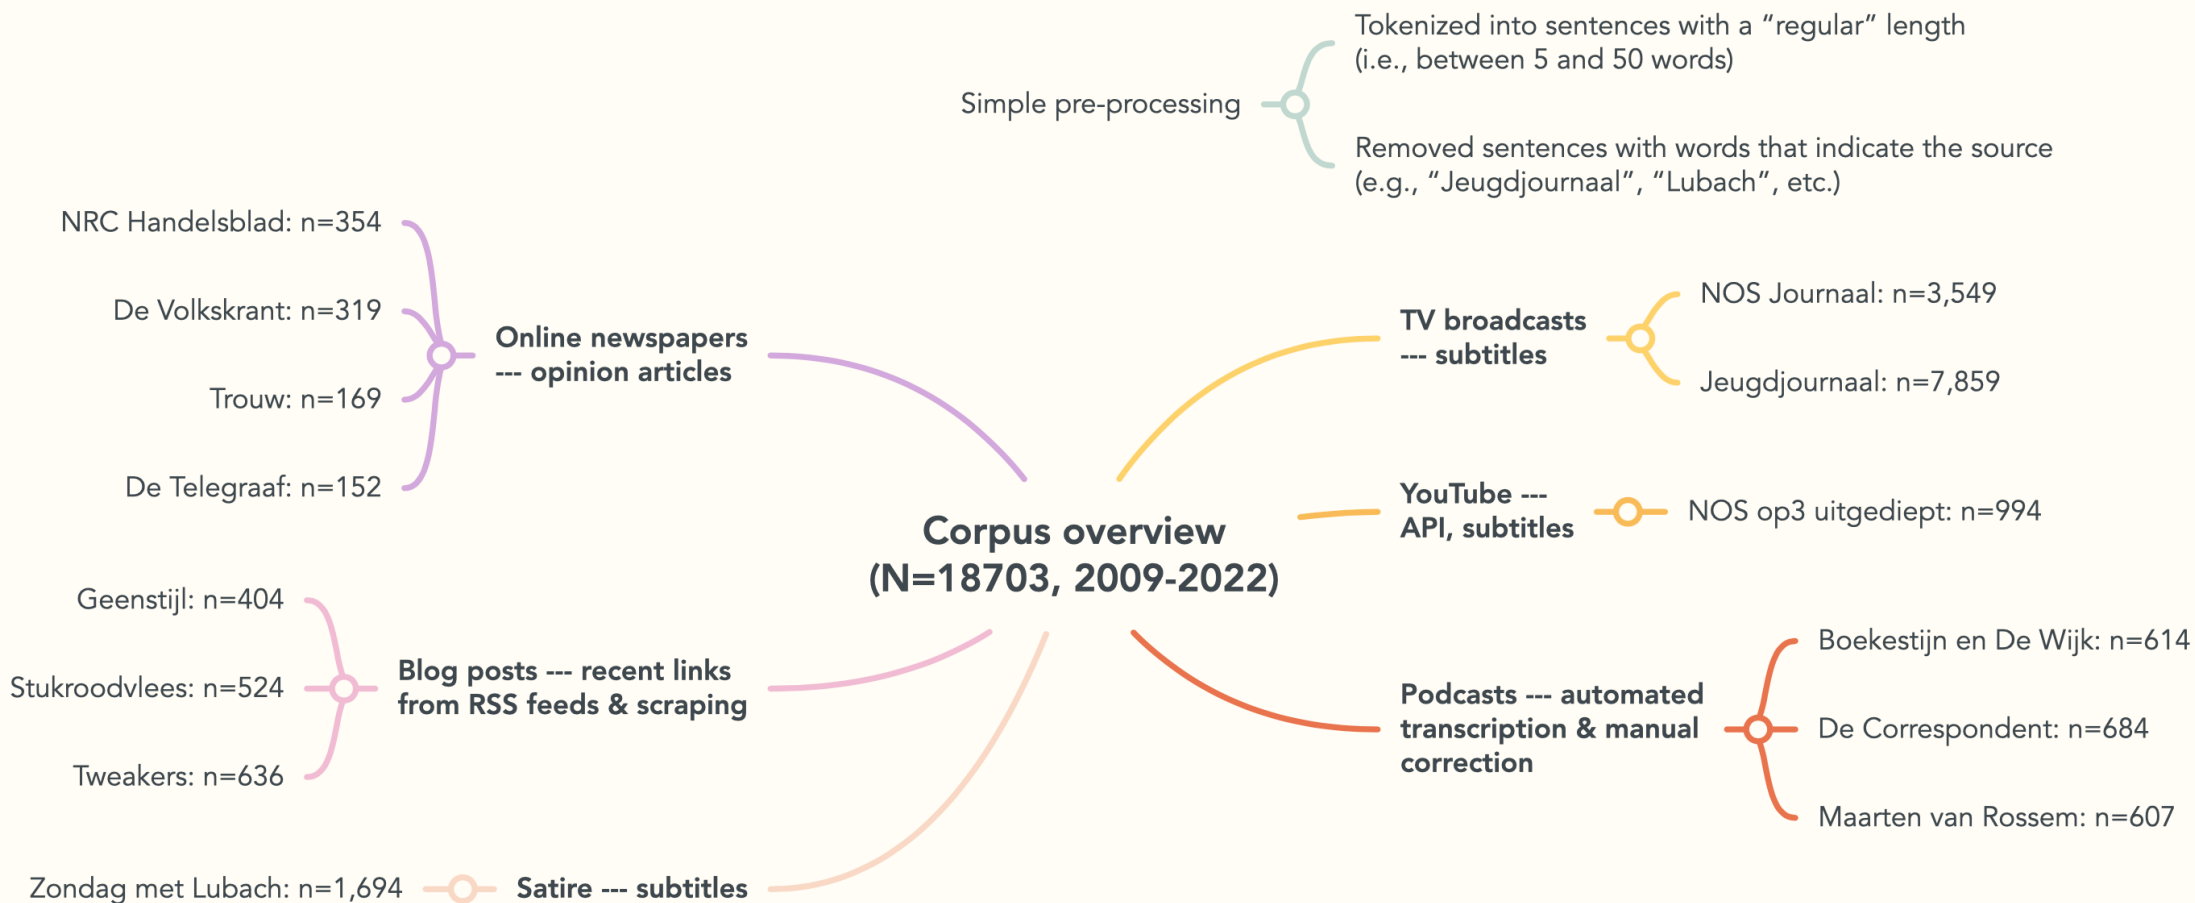 Tokenized into sentences with a “regular” length
(i.e., between 5 and 50 words)
Simple pre-processing
Removed sentences with words that indicate the source
(e.g., “Jeugdjournaal”, “Lubach”, etc.)
NRC Handelsblad: n=354
De Volkskrant: n=319
Trouw: n=169
De Telegraaf: n=152
Online newspapers
--- opinion articles
TV broadcasts
--- subtitles
NOS Journaal: n=3,549
Jeugdjournaal: n=7,859
YouTube ---
API, subtitles
NOS op3 uitgediept: n=994
Corpus overview
(N=18703, 2009-2022)
Geenstijl: n=404
Stukroodvlees: n=524
Tweakers: n=636
Blog posts --- recent links
from RSS feeds & scraping
Podcasts --- automated
transcription & manual
correction
Boekestijn en De Wijk: n=614
De Correspondent: n=684
Maarten van Rossem: n=607
Zondag met Lubach: n=1,694
Satire --- subtitles